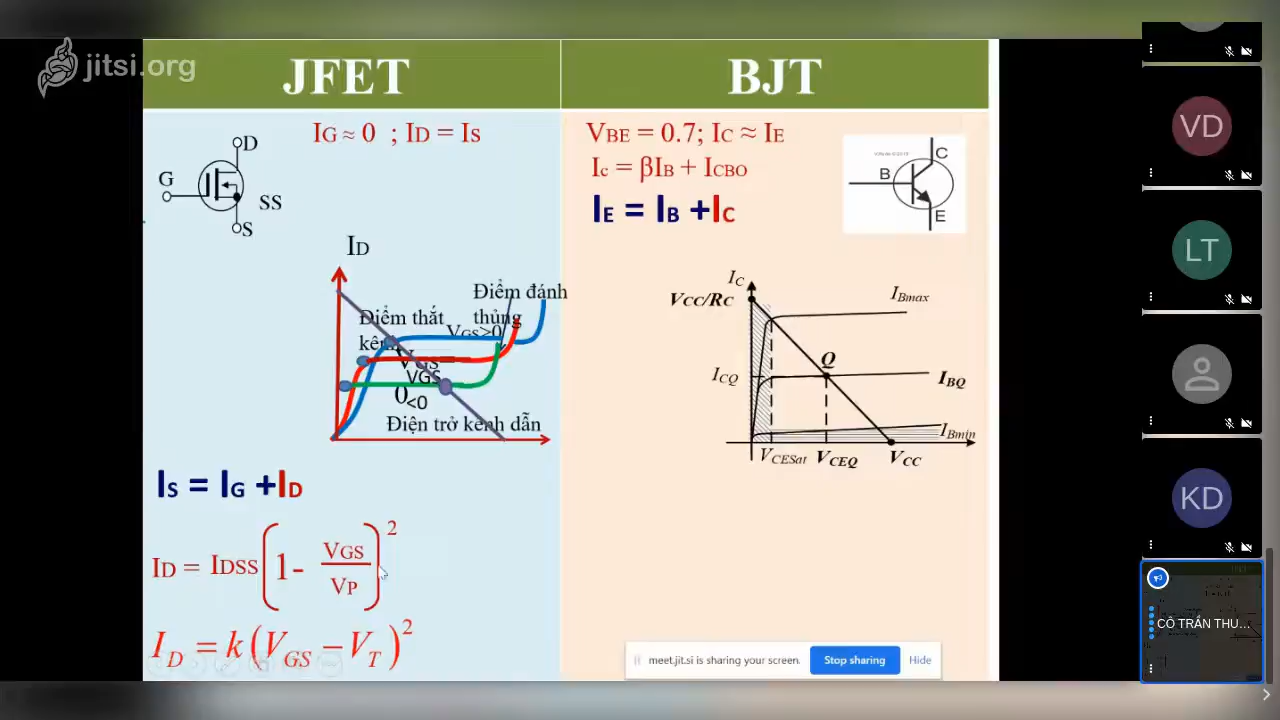 jitsi.org
JFET
BJT
IG ≈ 0 ; ID = IS
VBE = 0.7; IC ≈ IE
Ic = βIB + ICBO
IE = IB +IC
D
G
SS
S
C
B
E
ID
Điểm đánh
thủng
Điểm thắt
kênh
VGS>0
VGS=
0
VGS
<0
Điện trở kênh dẫn
IS = IG +ID
ID = IDSS(1- VGS/VP)2
ID = k(VGS – VT)2
IC
VCC/RC
IBmax
ICQ
Q
IBQ
IBmin
VCESat
VCEQ
VCC
meet.jit.si is sharing your screen.
Stop sharing
Hide
VD
LT
KD
CÔ TRẦN THU...